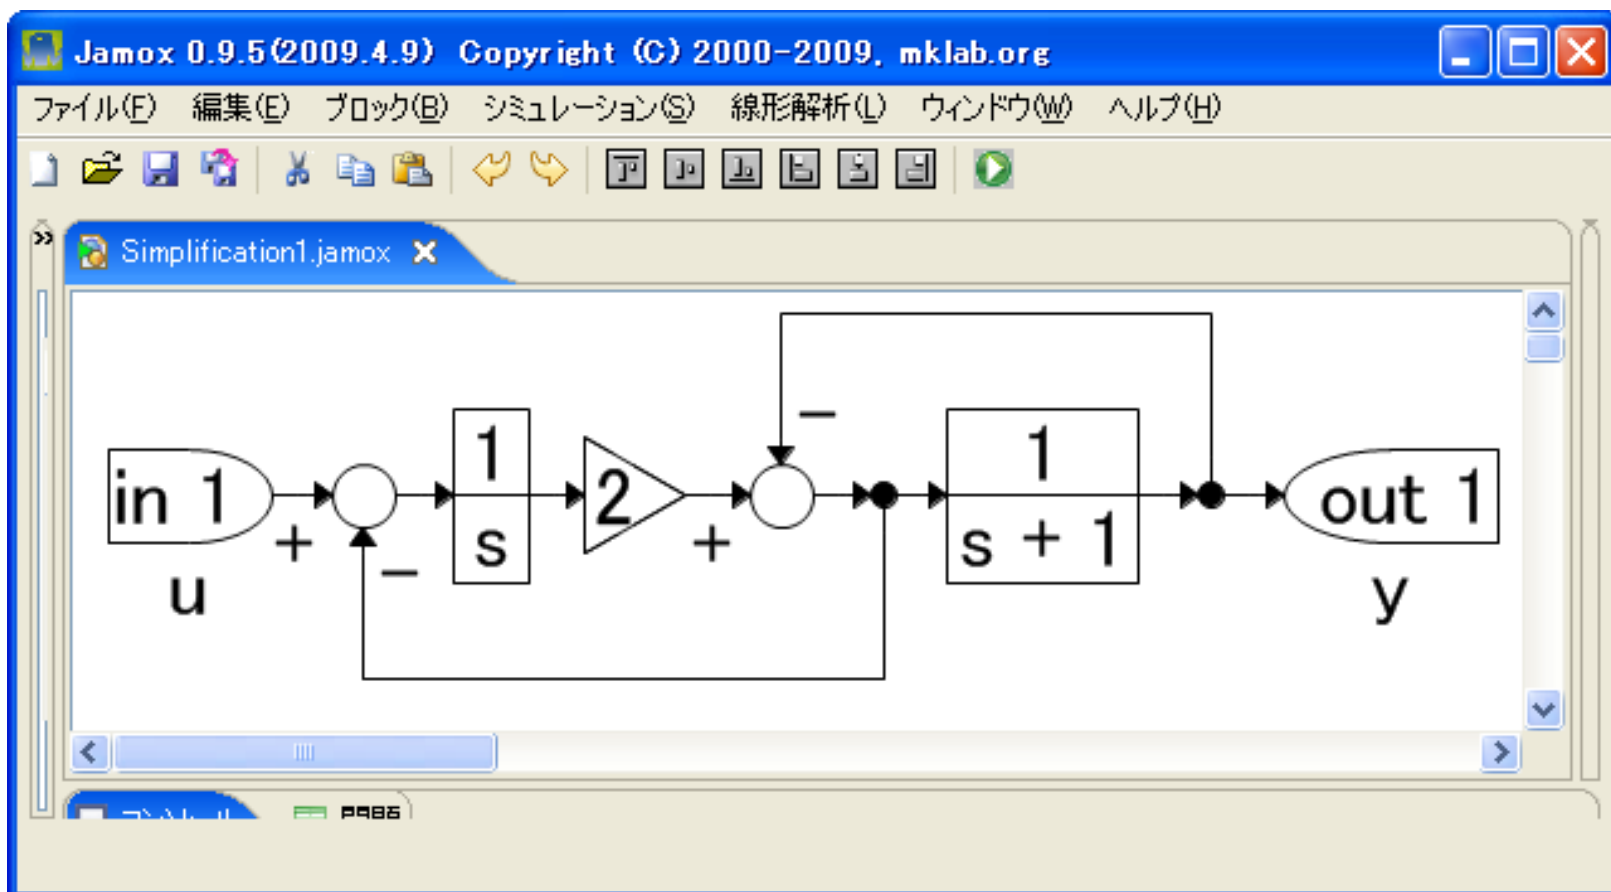 Jamox 0.9.5(2009.4.9) Copyright (C) 2000-2009, mklab.org
ファイル(F) 編集(E) ブロック(B) シミュレーション(S) 線形解析(L) ウィンドウ(W) ヘルプ(H)
Simplification1.jamox
−
in 1 + − 1 s 2 + 1 s + 1 out 1
u y